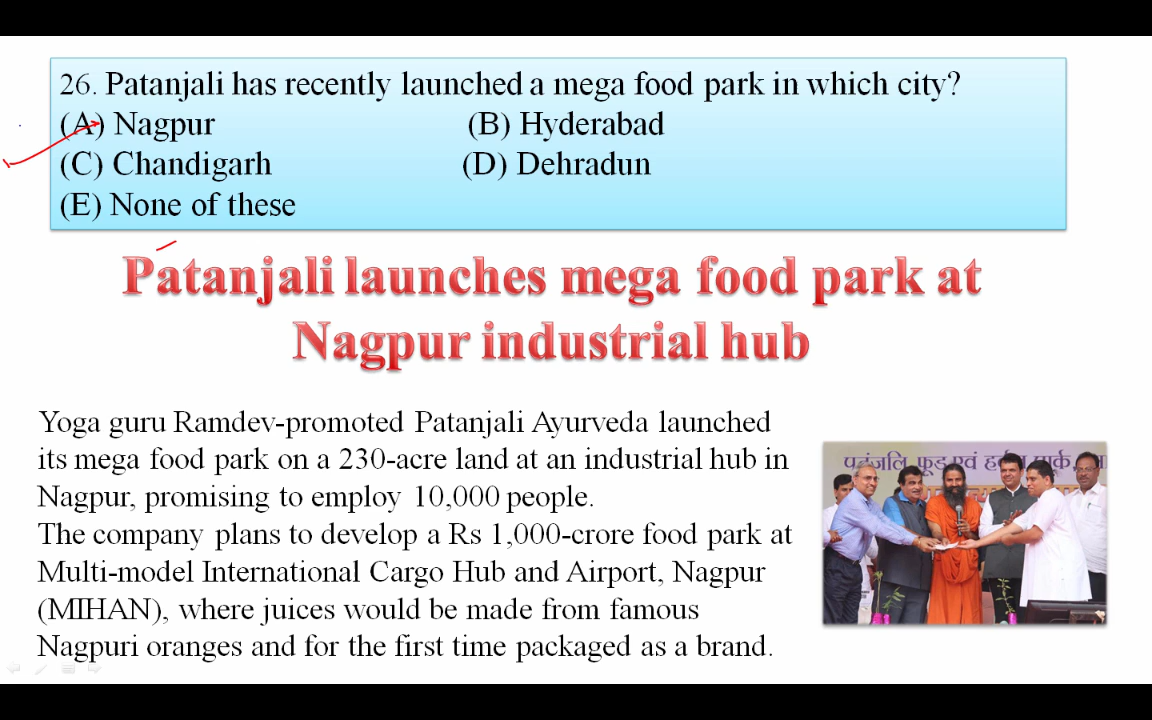 26. Patanjali has recently launched a mega food park in which city?
(A) Nagpur (B) Hyderabad
(C) Chandigarh (D) Dehradun
(E) None of these
Patanjali launches mega food park at
Nagpur industrial hub
Yoga guru Ramdev-promoted Patanjali Ayurveda launched
its mega food park on a 230-acre land at an industrial hub in
Nagpur, promising to employ 10,000 people.
The company plans to develop a Rs 1,000-crore food park at
Multi-model International Cargo Hub and Airport, Nagpur
(MIHAN), where juices would be made from famous
Nagpuri oranges and for the first time packaged as a brand.
पतंजलि फूड एवं हर्बल पार्क